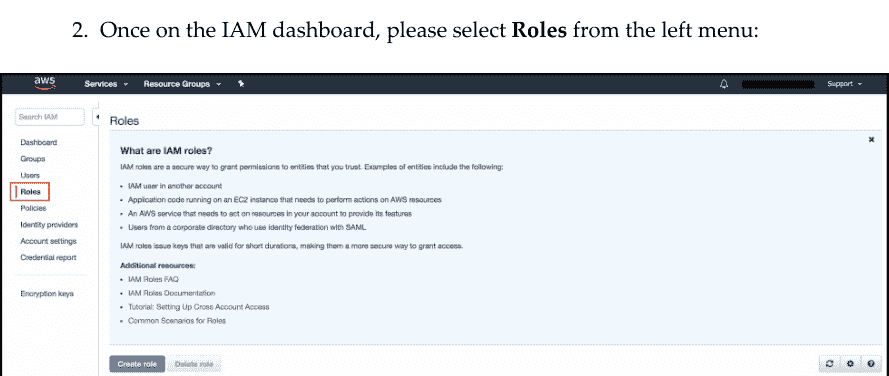 2. Once on the IAM dashboard, please select Roles from the left menu:
aws
Services
Resource Groups
Support
Search IAM
Dashboard
Groups
Users
Roles
Policies
Identity providers
Account settings
Credential report
Encryption keys
Roles
What are IAM roles?
IAM roles are a secure way to grant permissions to entities that you trust. Examples of entities include the following:
• IAM user in another account
• Application code running on an EC2 instance that needs to perform actions on AWS resources
• An AWS service that needs to act on resources in your account to provide its features
• Users from a corporate directory who use identity federation with SAML
IAM roles issue keys that are valid for short durations, making them a more secure way to grant access.
Additional resources:
• IAM Roles FAQ
• IAM Roles Documentation
• Tutorial: Setting Up Cross Account Access
• Common Scenarios for Roles
Create role
Delete role